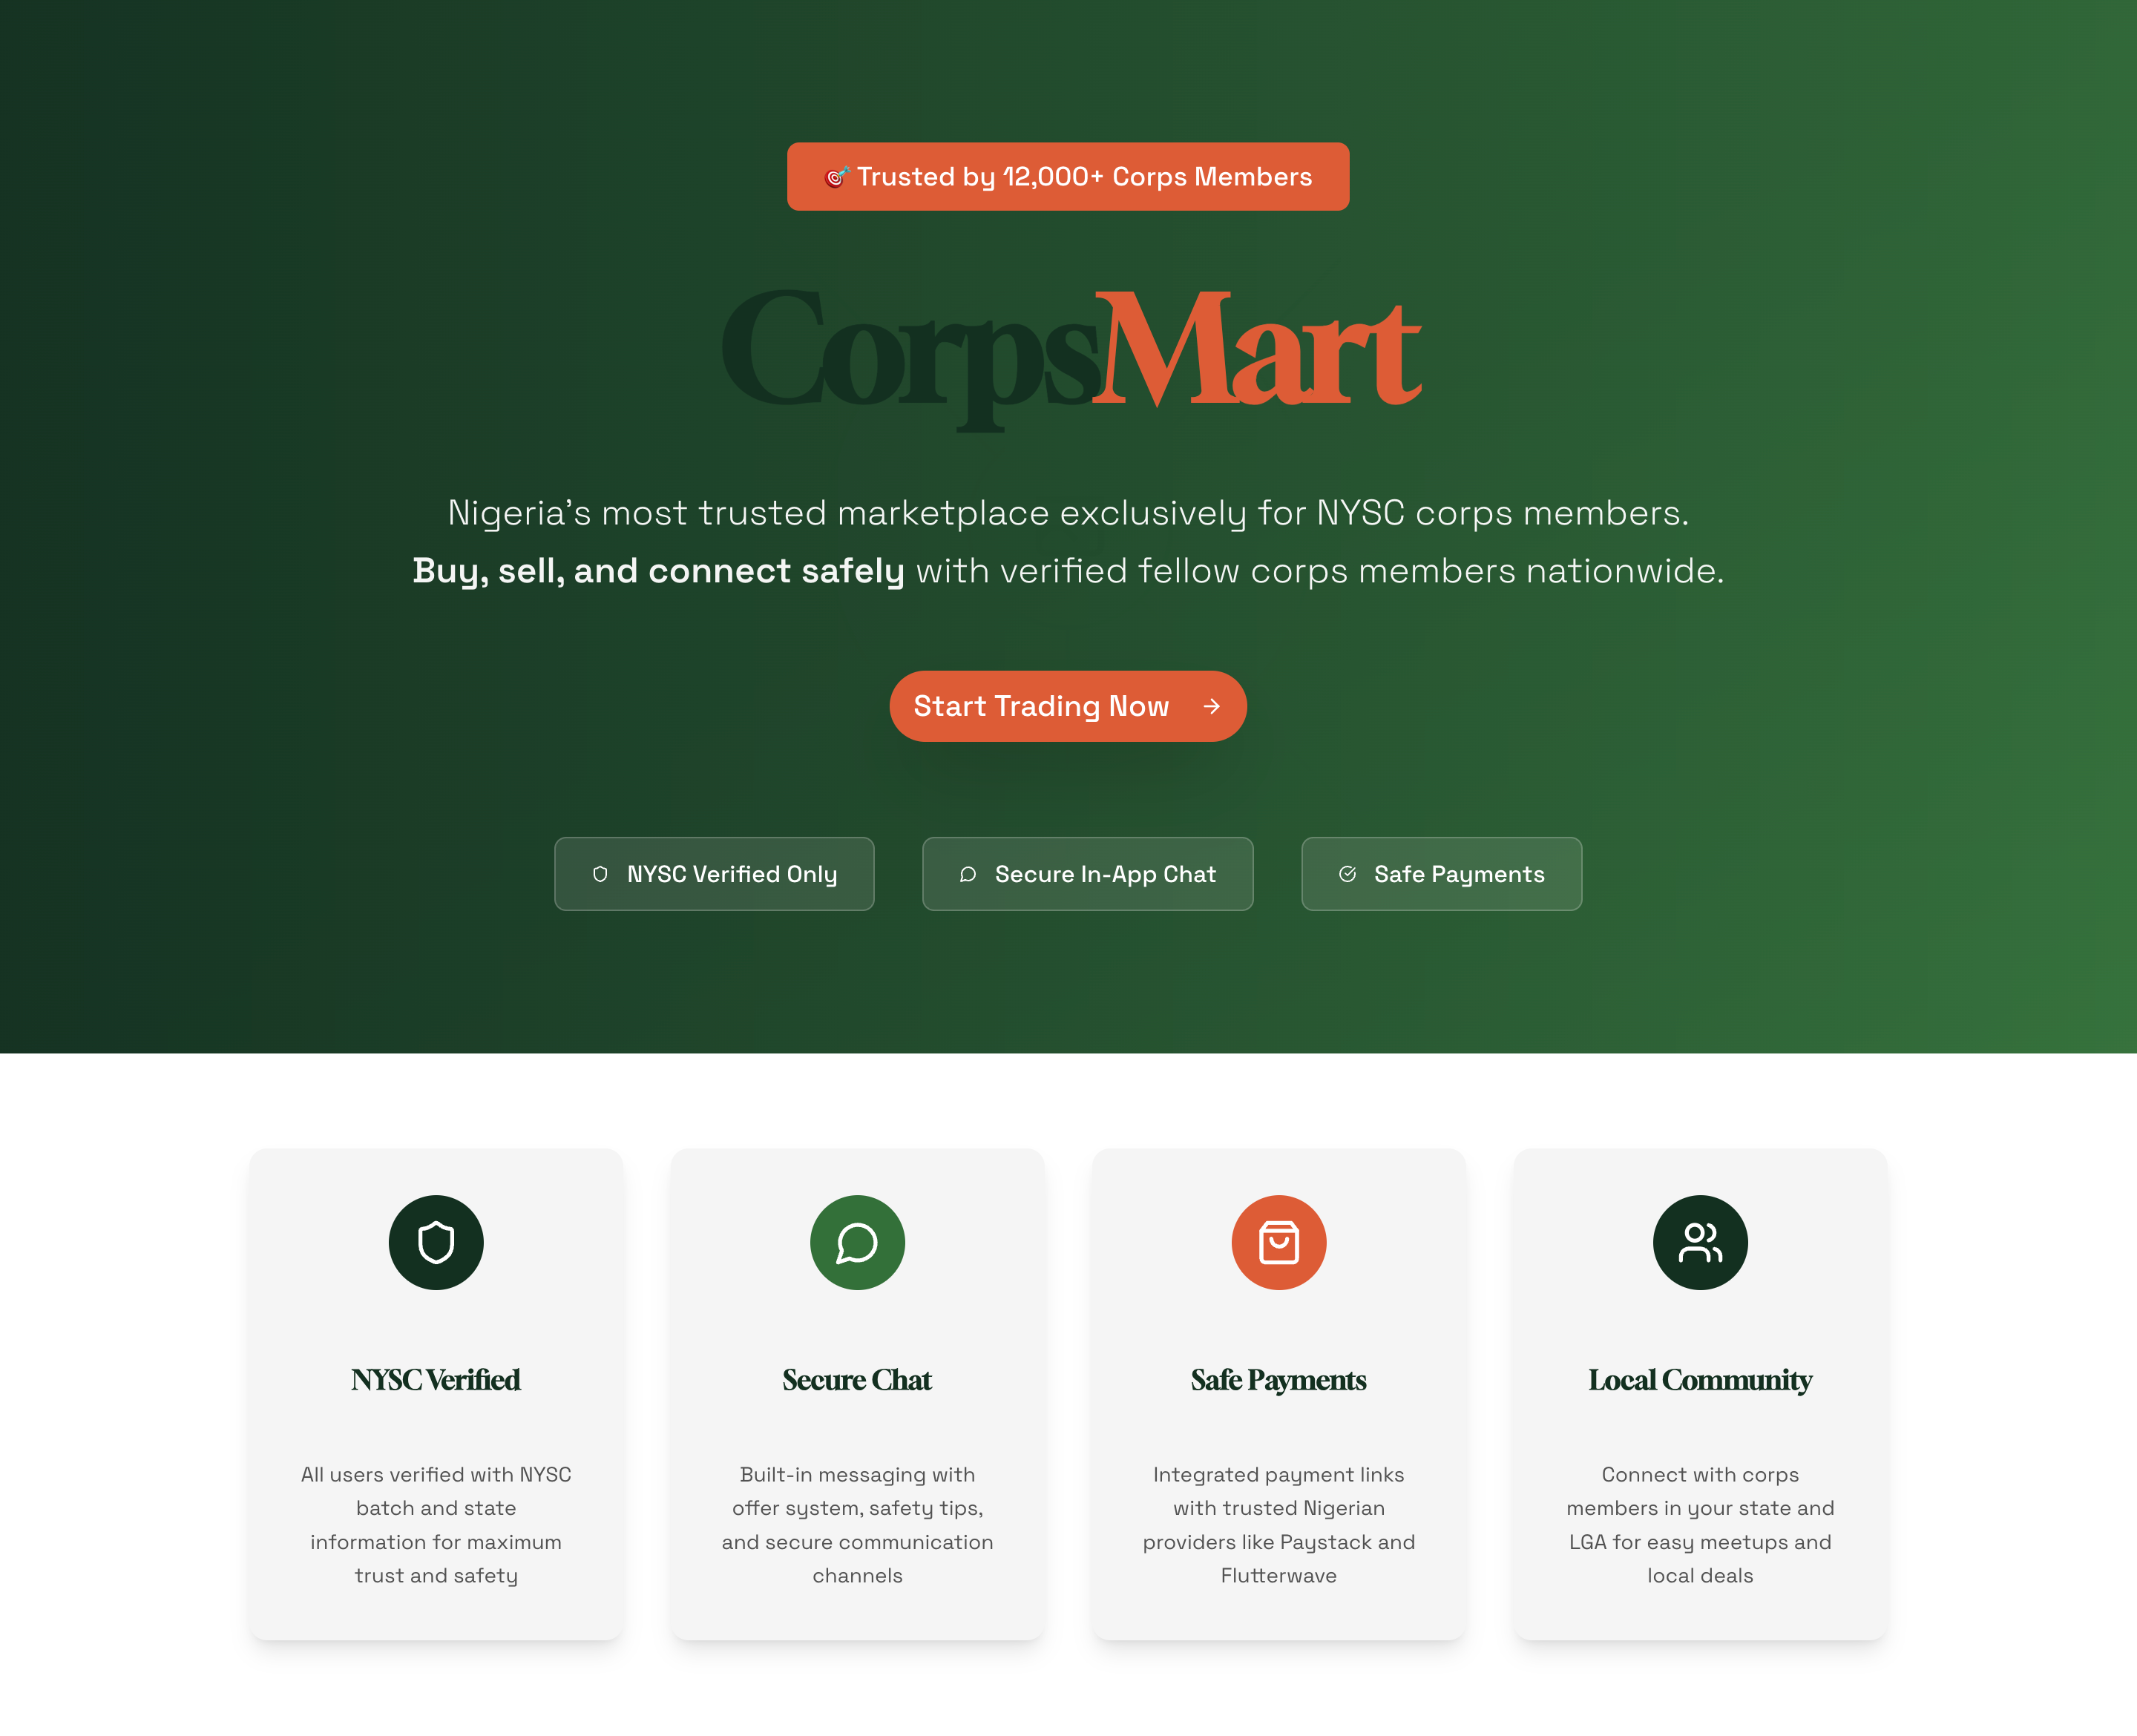 🎯 Trusted by 12,000+ Corps Members
CorpsMart
Nigeria's most trusted marketplace exclusively for NYSC corps members.
Buy, sell, and connect safely with verified fellow corps members nationwide.
Start Trading Now →
NYSC Verified Only
Secure In-App Chat
Safe Payments
NYSC Verified
All users verified with NYSC
batch and state
information for maximum
trust and safety
Secure Chat
Built-in messaging with
offer system, safety tips,
and secure communication
channels
Safe Payments
Integrated payment links
with trusted Nigerian
providers like Paystack and
Flutterwave
Local Community
Connect with corps
members in your state and
LGA for easy meetups and
local deals